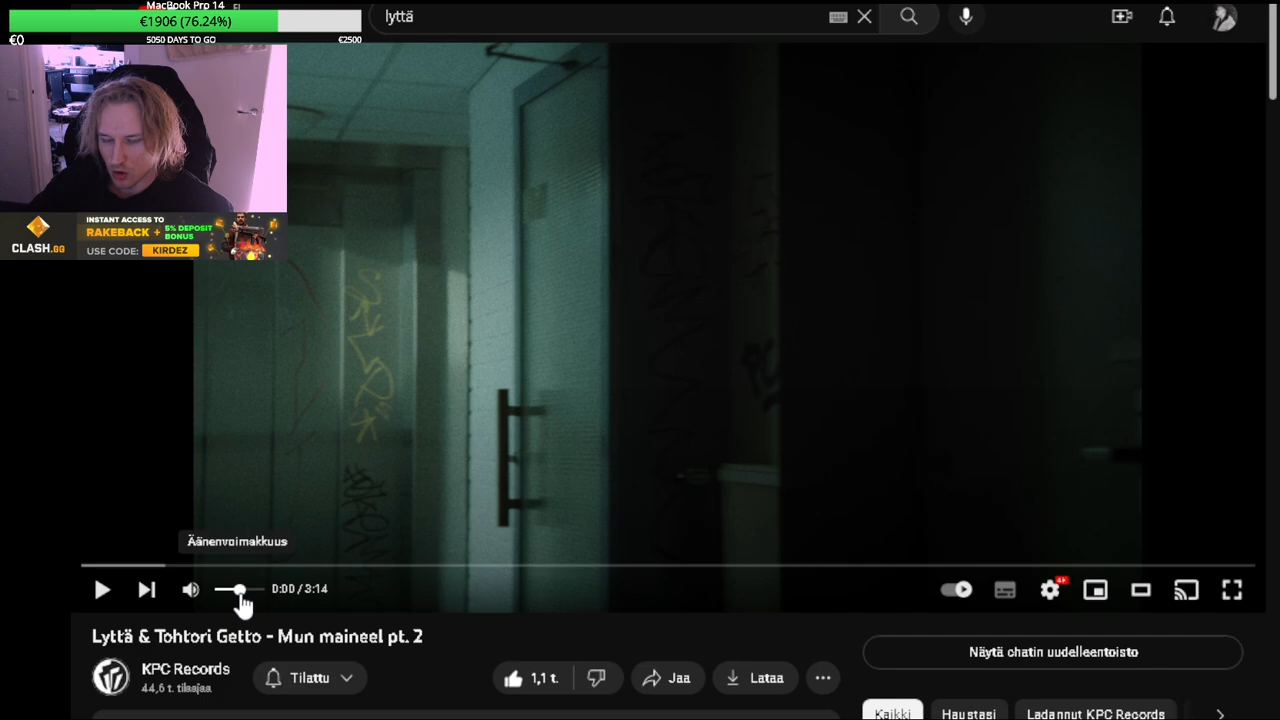 MacBook Pro 14
€1906 (76.24%)
€0
5050 DAYS TO GO
€2500
FI
lyttä
INSTANT ACCESS TO
RAKEBACK + 5% DEPOSIT BONUS
CLASH.GG
USE CODE: KIRDEZ
Äänenvoimakkuus
0:00 / 3:14
Lyttä & Tohtori Getto - Mun maineel pt. 2
Näytä chatin uudelleentoisto
KPC Records
44,6 t. tilaajaa
Tilattu
1,1 t.
Jaa
Lataa
Kaikki
Haustasi
Ladannut KPC Records